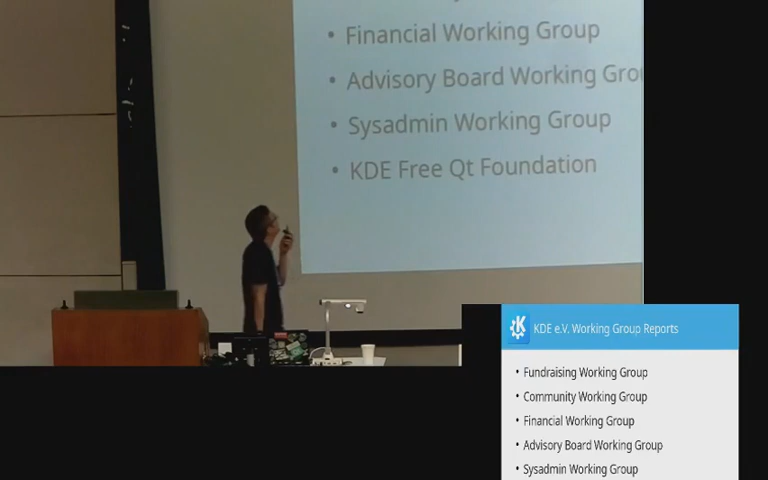 • Financial Working Group
• Advisory Board Working Gro
• Sysadmin Working Group
• KDE Free Qt Foundation
KDE e.V. Working Group Reports
• Fundraising Working Group
• Community Working Group
• Financial Working Group
• Advisory Board Working Group
• Sysadmin Working Group